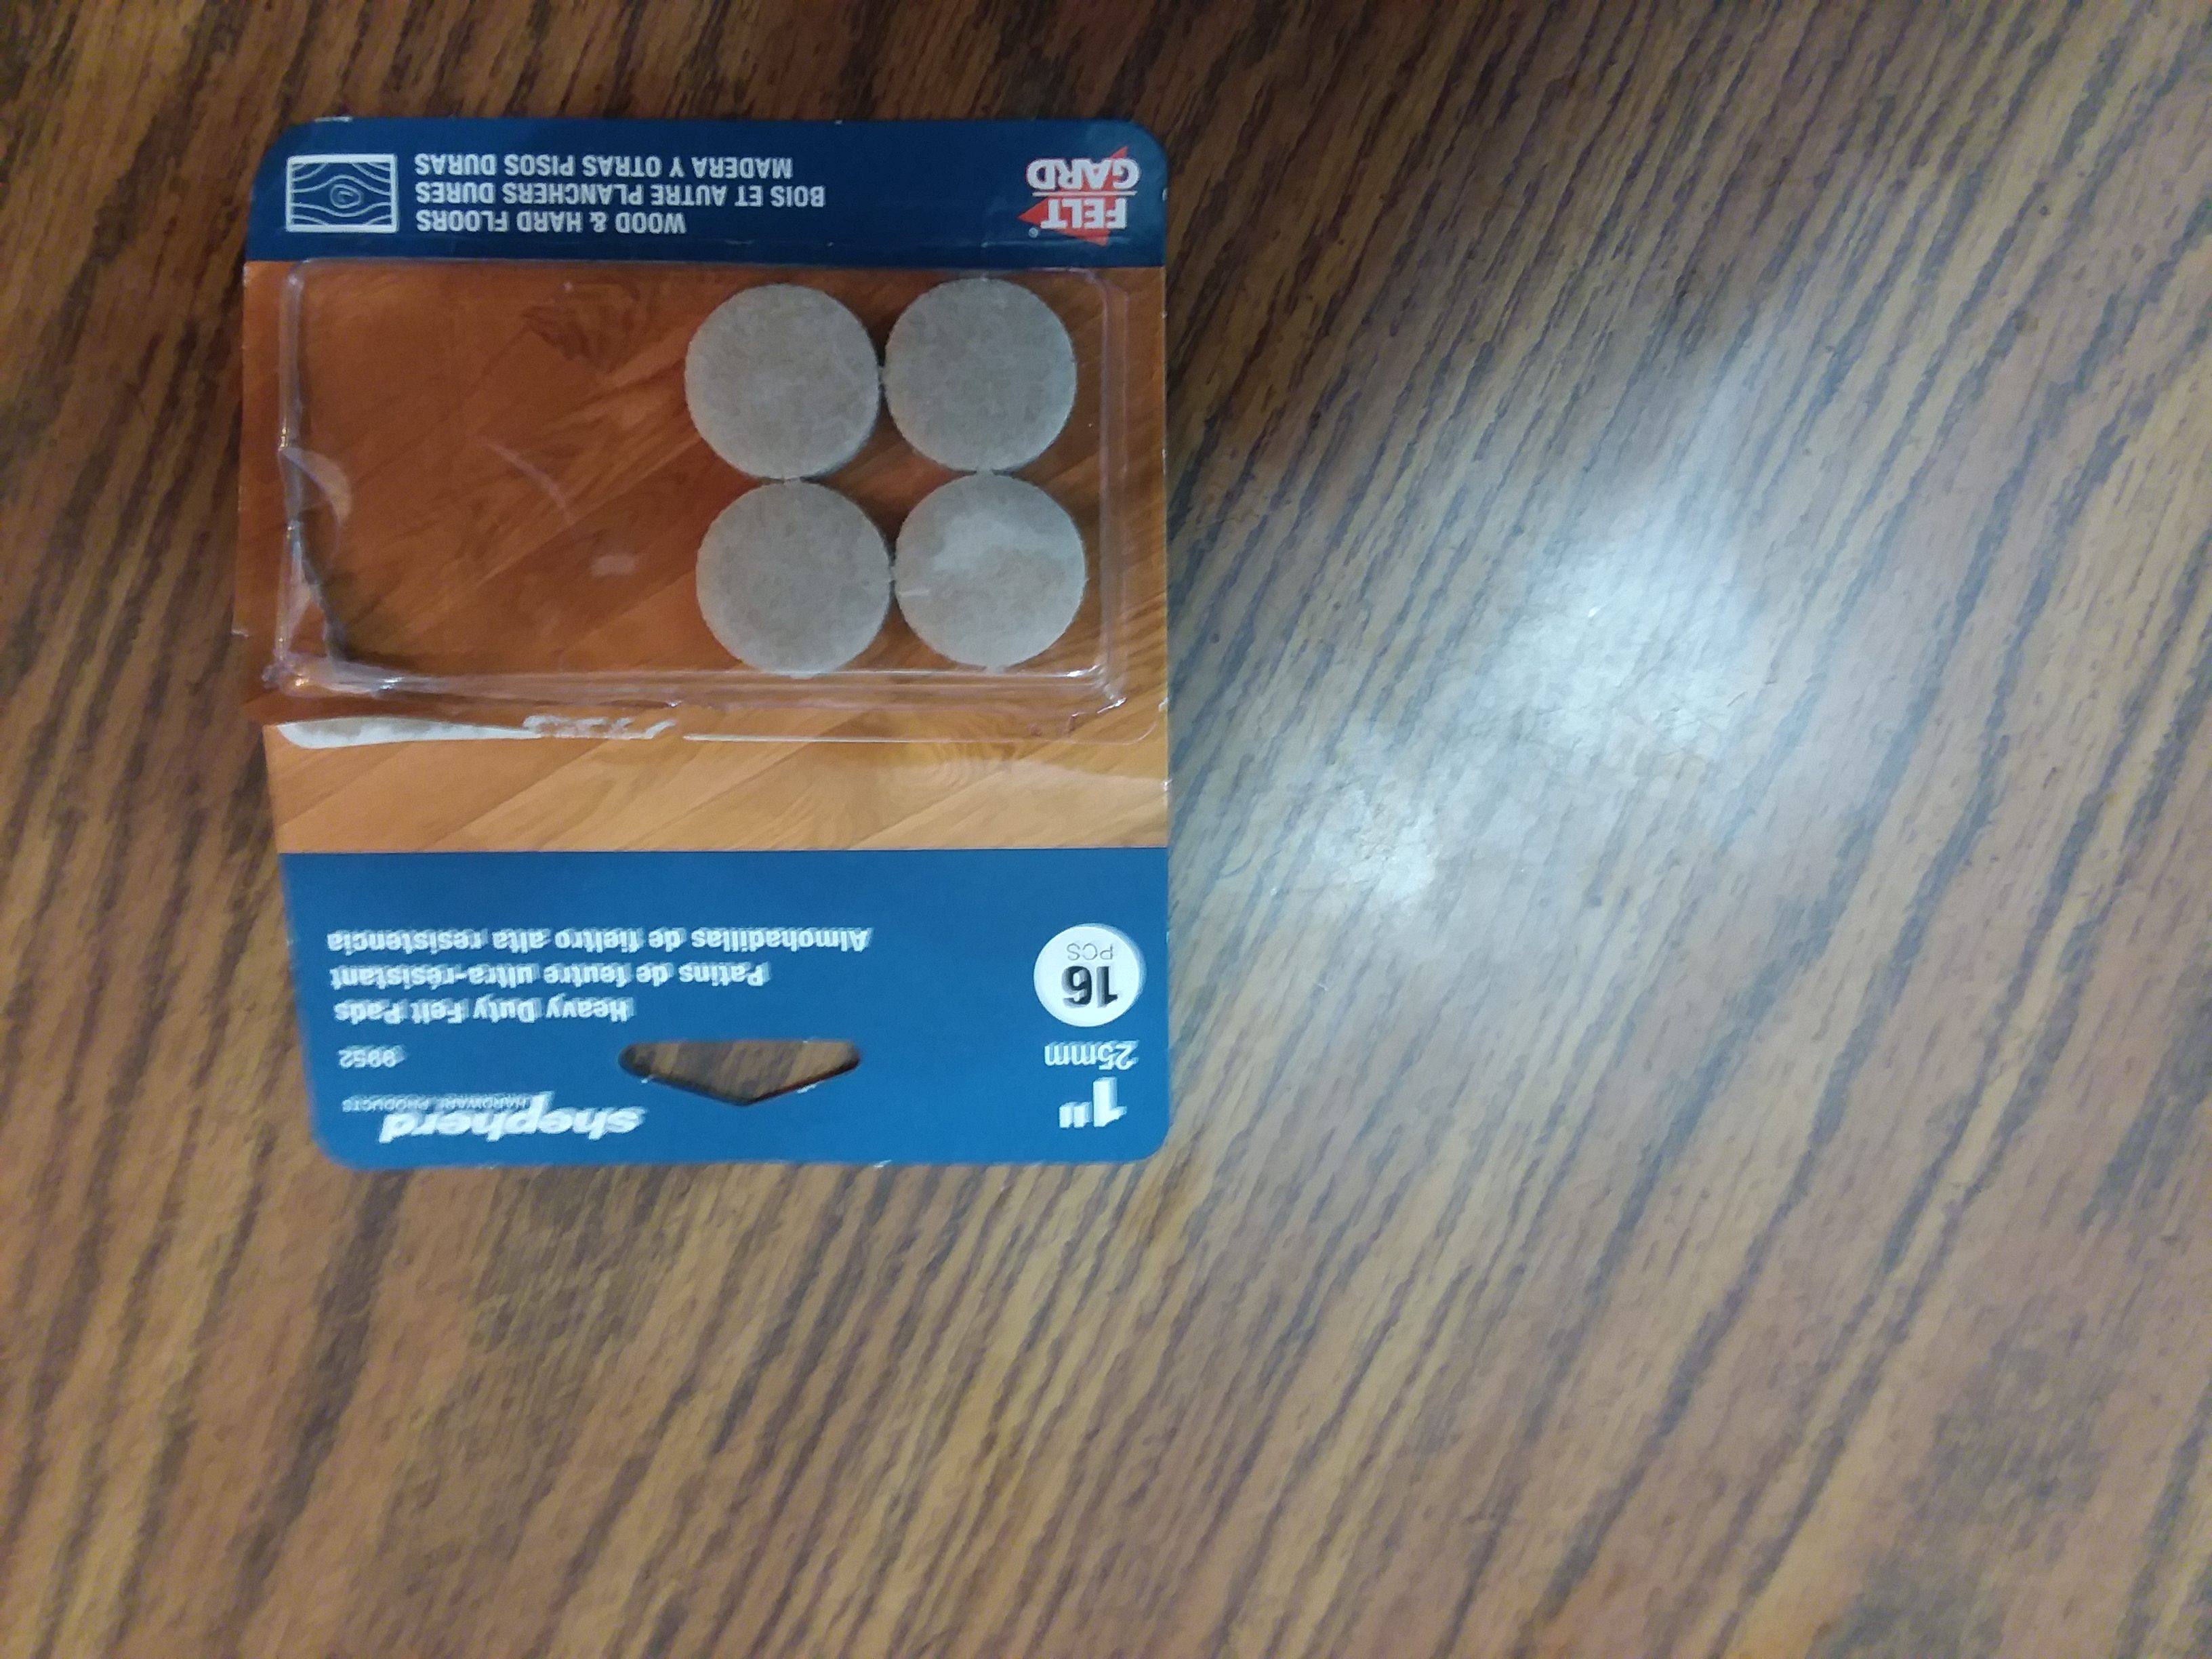 shepherd
HARDWARE PRODUCTS
9952
1"
25mm
Heavy Duty Felt Pads
Patins de feutre ultra-résistant
Almohadillas de fieltro alta resistencia
16
PCS
FELT
GARD
WOOD & HARD FLOORS
BOIS ET AUTRE PLANCHERS DURES
MADERA Y OTRAS PISOS DURAS